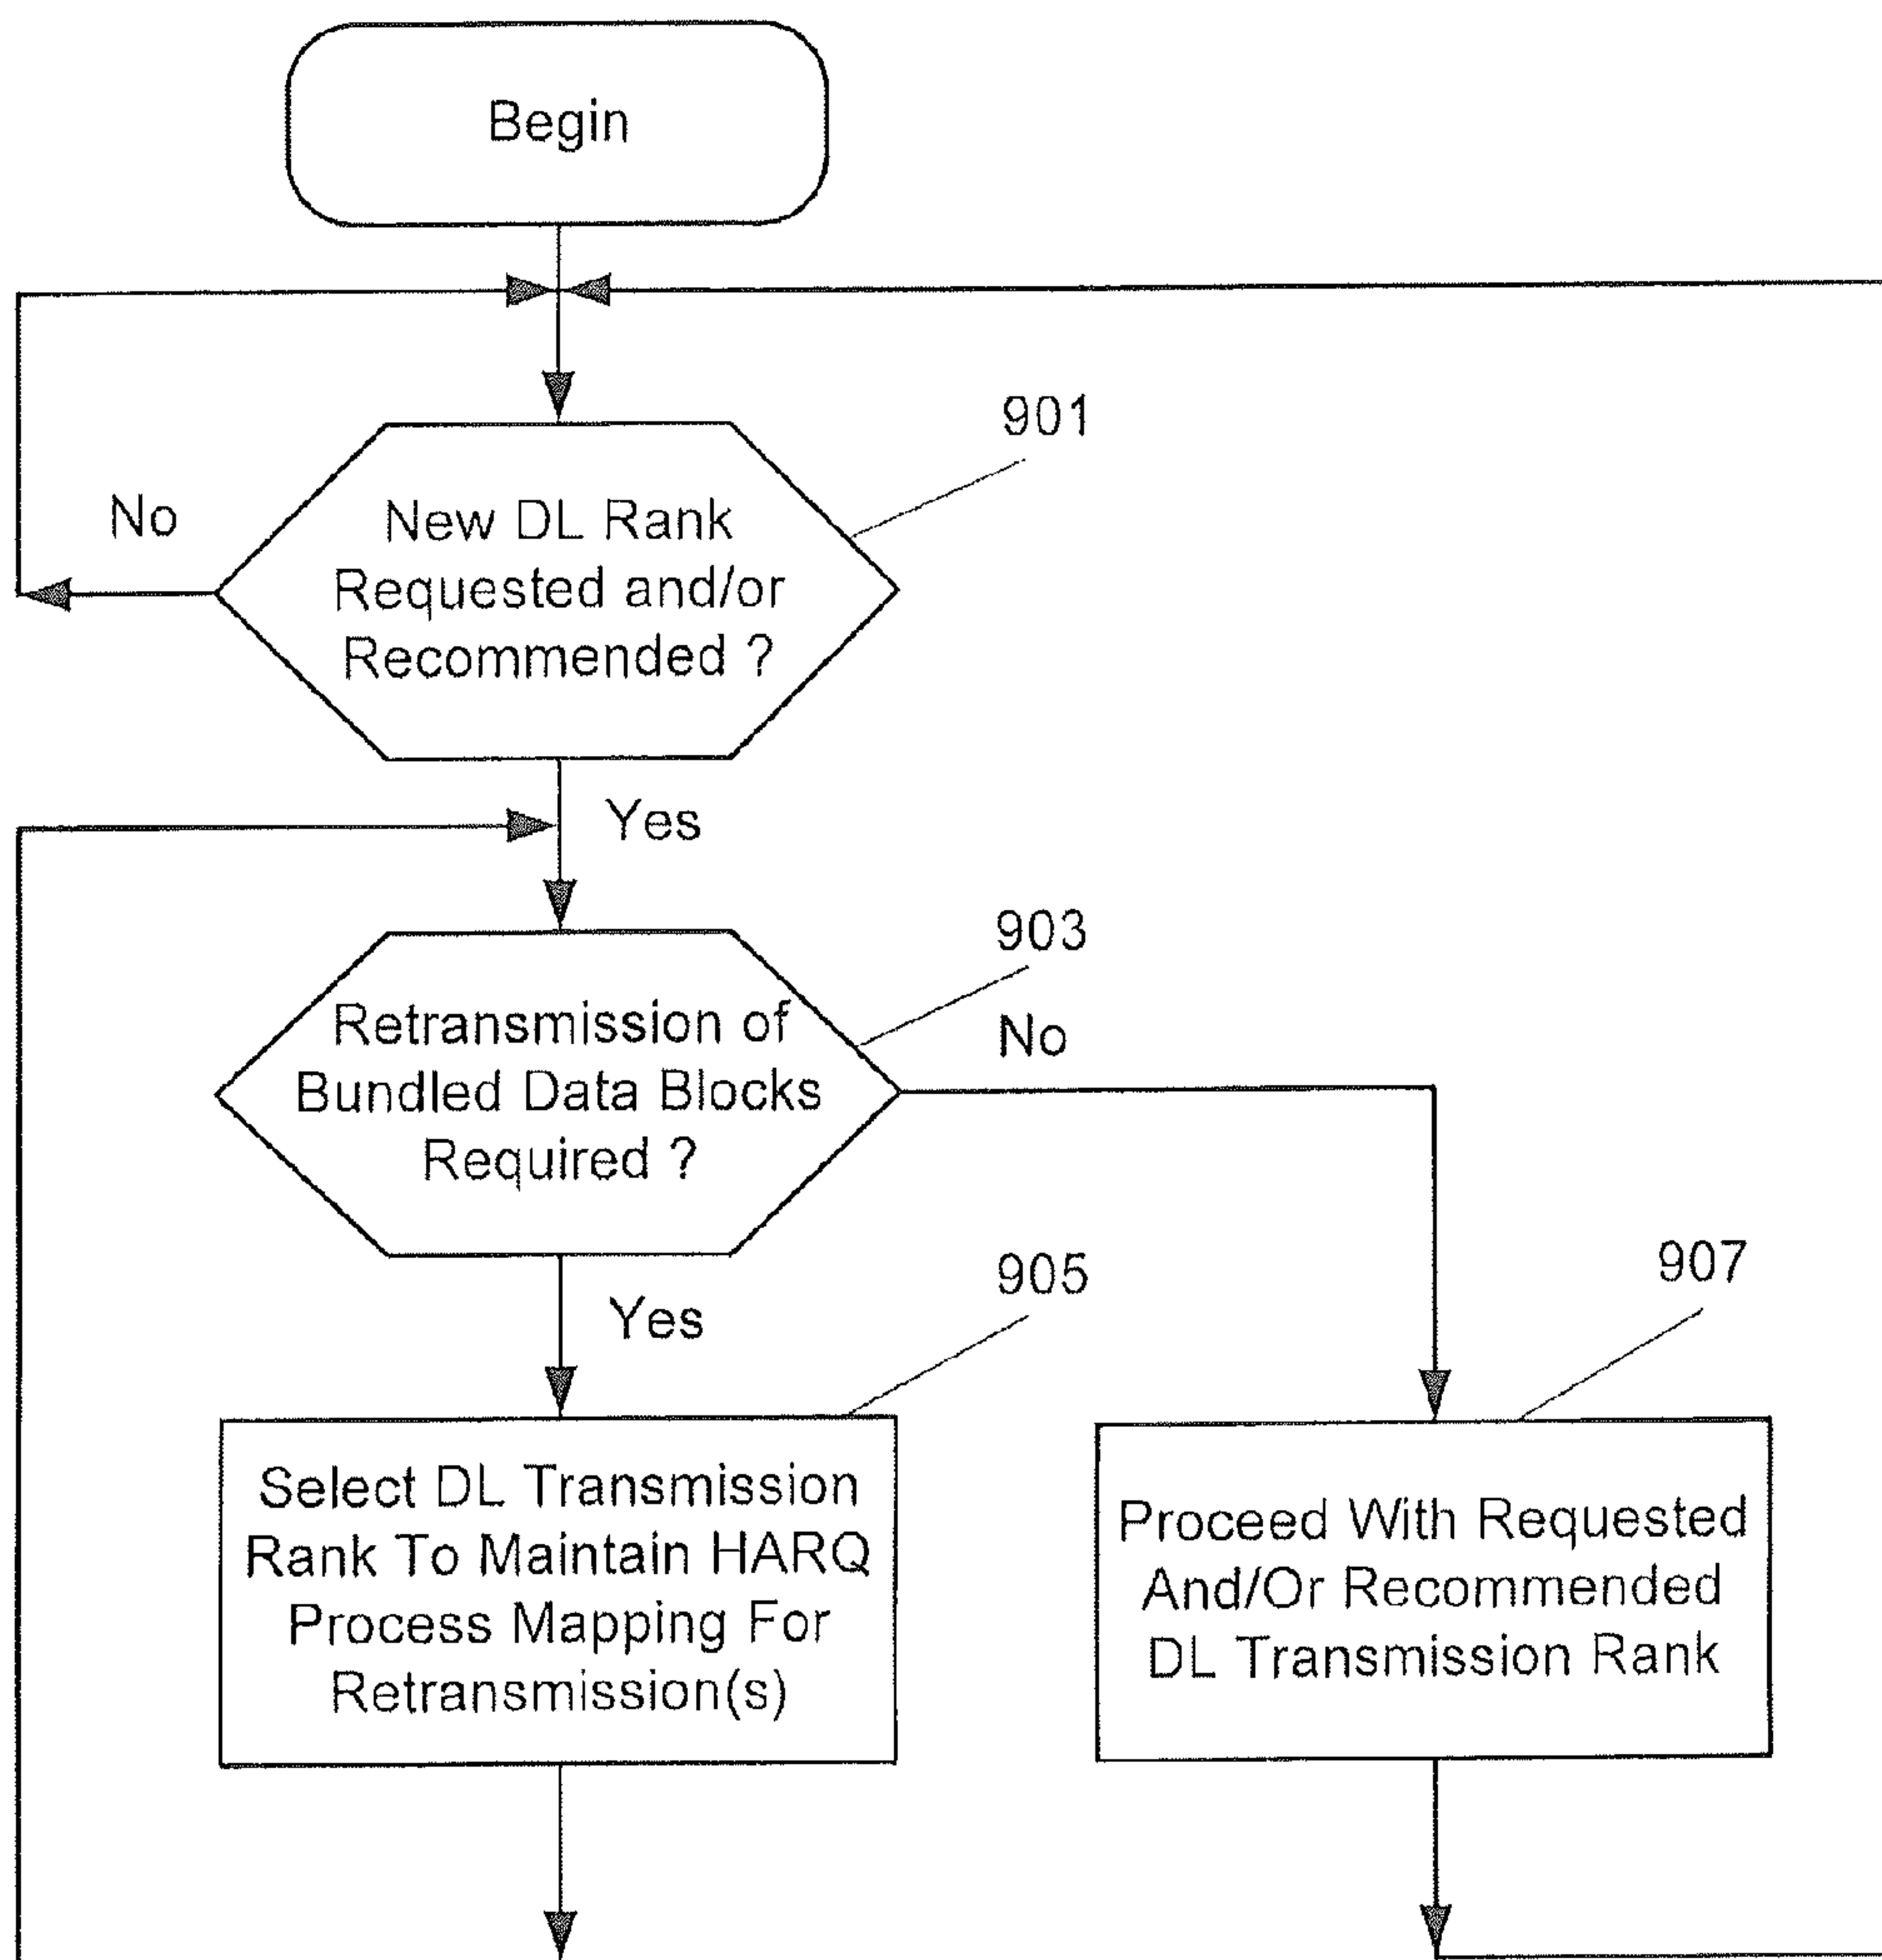 Begin
901
No
New DL Rank
Requested and/or
Recommended ?
Yes
903
Retransmission of
Bundled Data Blocks
Required ?
No
Yes
905
907
Select DL Transmission
Rank To Maintain HARQ
Process Mapping For
Retransmission(s)
Proceed With Requested
And/Or Recommended
DL Transmission Rank